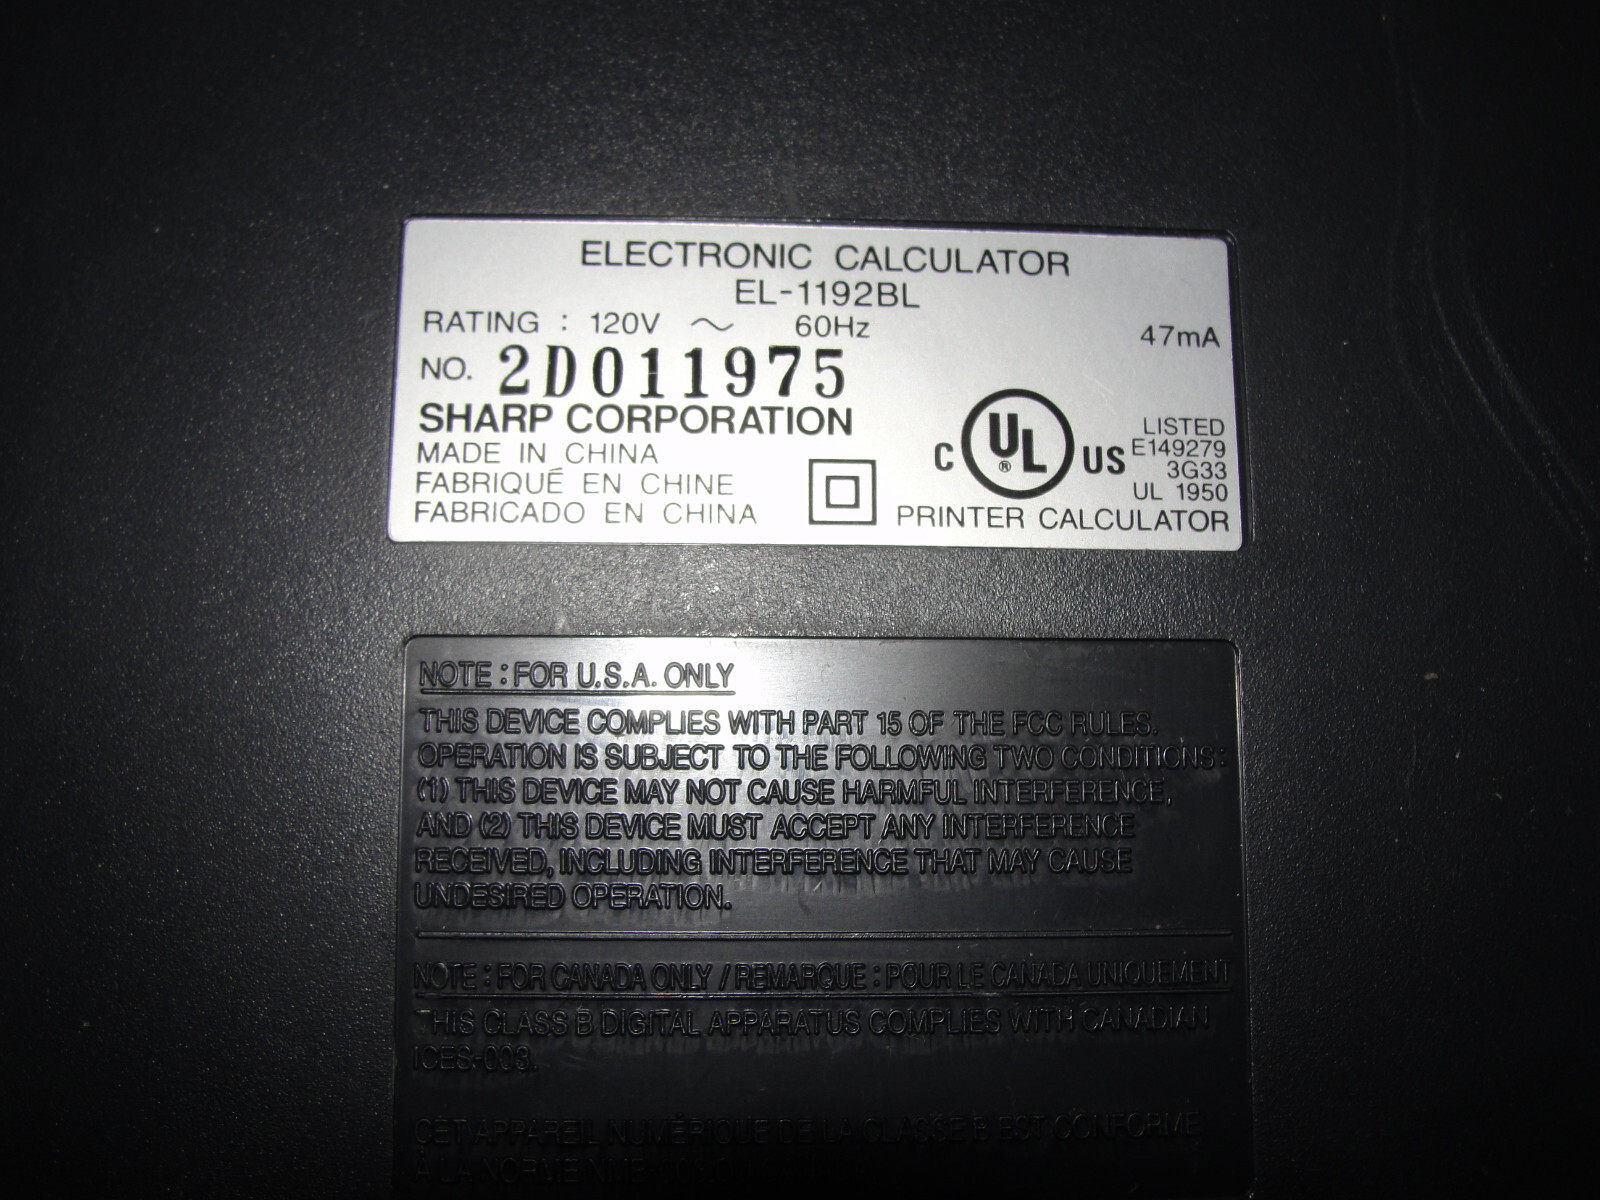 ELECTRONIC CALCULATOR
EL-1192BL
RATING : 120V ~ 60Hz 47mA
NO. 2D011975
SHARP CORPORATION
MADE IN CHINA
FABRIQUÉ EN CHINE
FABRICADO EN CHINA
C UL ® US
LISTED
E149279
3G33
UL 1950
PRINTER CALCULATOR
NOTE : FOR U.S.A. ONLY
THIS DEVICE COMPLIES WITH PART 15 OF THE FCC RULES.
OPERATION IS SUBJECT TO THE FOLLOWING TWO CONDITIONS:
(1) THIS DEVICE MAY NOT CAUSE HARMFUL INTERFERENCE,
AND (2) THIS DEVICE MUST ACCEPT ANY INTERFERENCE
RECEIVED, INCLUDING INTERFERENCE THAT MAY CAUSE
UNDESIRED OPERATION.
NOTE : FOR CANADA ONLY / REMARQUE : POUR LE CANADA UNIQUEMENT
THIS CLASS B DIGITAL APPARATUS COMPLIES WITH CANADIAN
ICES-003.
CET APPAREIL NUMÉRIQUE DE LA CLASSE B EST CONFORME
À LA NORME